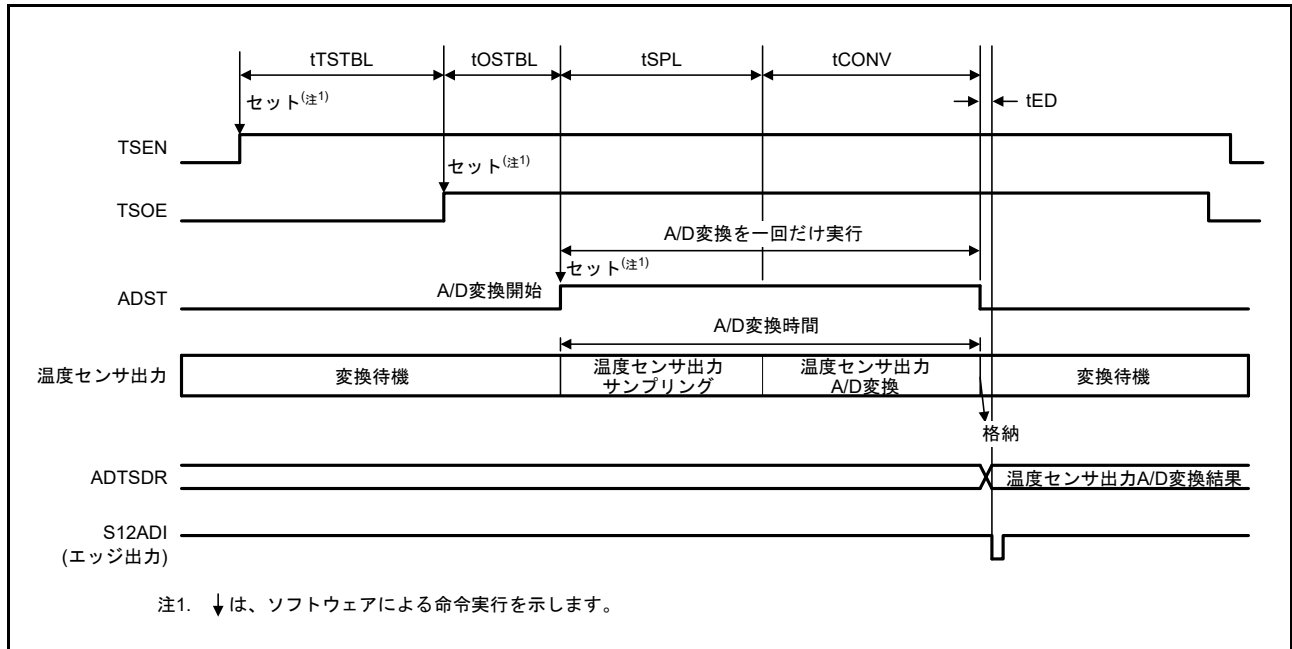 tTSTBL tOSTBL tSPL tCONV
tED
セット(注1)
TSEN
セット(注1)
TSOE
A/D変換を一回だけ実行
セット(注1)
ADST A/D変換開始
A/D変換時間
温度センサ出力 変換待機 温度センサ出力 温度センサ出力 変換待機
サンプリング A/D変換
格納
ADTSDR 温度センサ出力A/D変換結果
S12ADI
(エッジ出力)
注1. ↓は、ソフトウェアによる命令実行を示します。